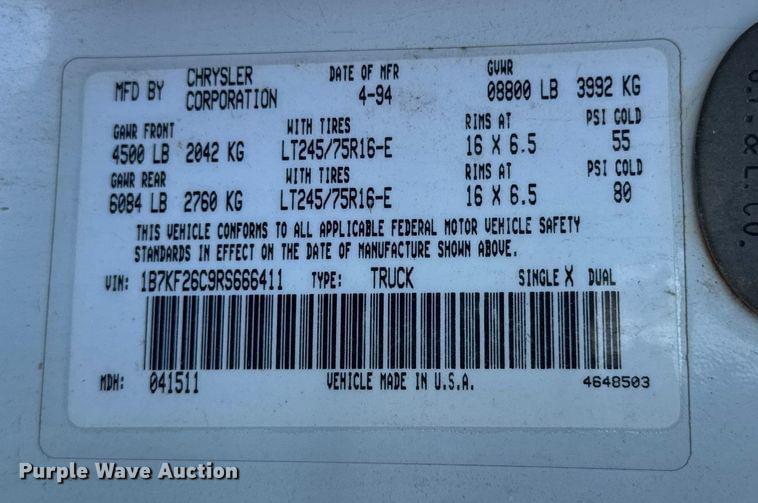 MFD BY CHRYSLER CORPORATION DATE OF MFR 4-94 GVWR 08800 LB 3992 KG
GAWR FRONT WITH TIRES RIMS AT PSI COLD
4500 LB 2042 KG LT245/75R16-E 16 X 6.5 55
GAWR REAR WITH TIRES RIMS AT PSI COLD
6084 LB 2760 KG LT245/75R16-E 16 X 6.5 80
THIS VEHICLE CONFORMS TO ALL APPLICABLE FEDERAL MOTOR VEHICLE SAFETY
STANDARDS IN EFFECT ON THE DATE OF MANUFACTURE SHOWN ABOVE.
VIN: 1B7KF26C9RS666411 TYPE: TRUCK SINGLE X DUAL
MDH: 041511 VEHICLE MADE IN U.S.A. 4648503
& L. CO.
Purple Wave Auction